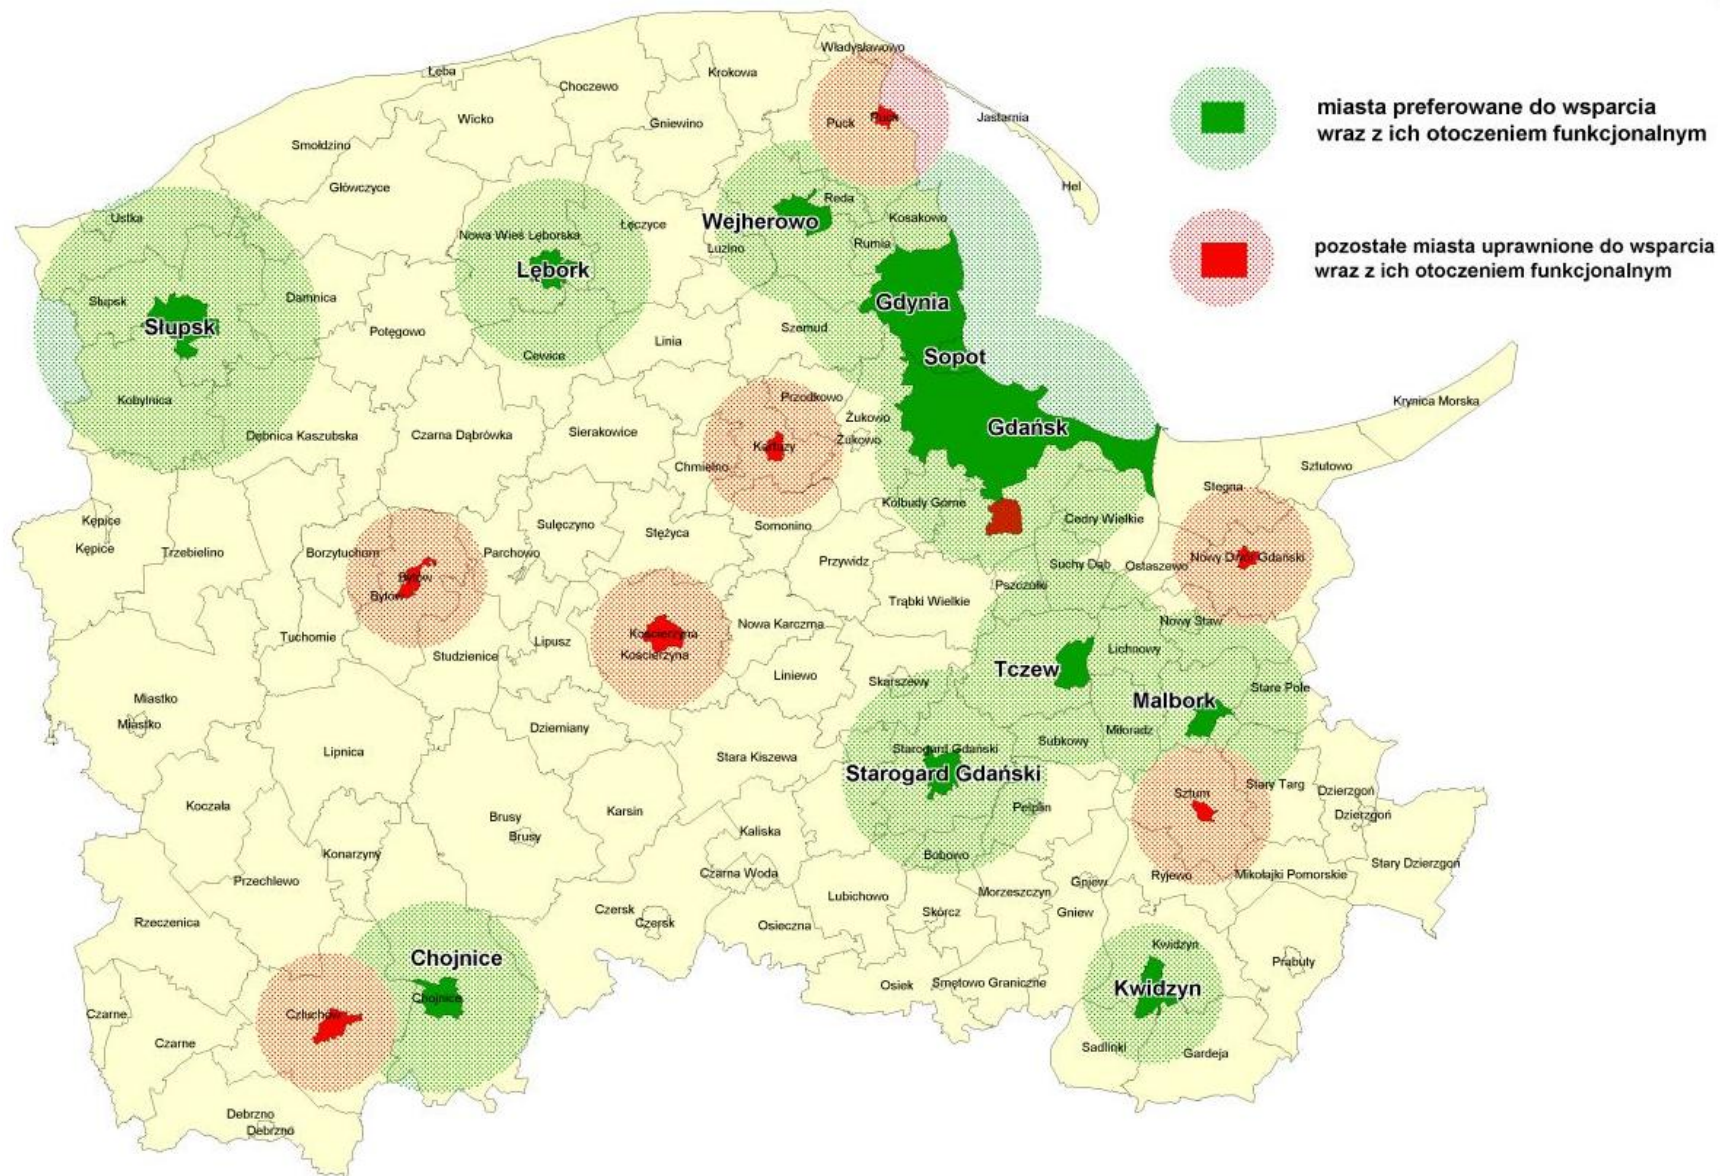 Władysławowo
Łeba
Krokowa
Choczewo
miasta preferowane do wsparcia
wraz z ich otoczeniem funkcjonalnym
Wicko
Gniewino
Puck
Puck
Jastarnia
Smołdzino
Główczyce
Hel
Reda
Ustka
Wejherowo
Kosakowo
Łęczyce
Nowa Wieś Lęborska
Luzino
Rumia
pozostałe miasta uprawnione do wsparcia
wraz z ich otoczeniem funkcjonalnym
Lębork
Słupsk
Damnica
Gdynia
Słupsk
Potęgowo
Szemud
Linia
Cewice
Sopot
Kobylnica
Przodkowo
Krynica Morska
Żukowo
Gdańsk
Dębnica Kaszubska
Czarna Dąbrówka
Sierakowice
Żukowo
Kartuzy
Chmielno
Sztutowo
Stegna
Kolbudy Górne
Cedry Wielkie
Kępice
Sulęczyno
Stężyca
Somonino
Kępice
Trzebielino
Borzytuchom
Parchowo
Przywidz
Nowy Dwór Gdański
Suchy Dąb
Ostaszewo
Bytów
Bytów
Pszczółki
Trąbki Wielkie
Nowa Karczma
Nowy Staw
Tuchomie
Kościerzyna
Lipusz
Kościerzyna
Studzienice
Lichnowy
Tczew
Liniewo
Skarszewy
Stare Pole
Miastko
Malbork
Miastko
Dziemiany
Miłoradz
Subkowy
Lipnica
Starogard Gdański
Stara Kiszewa
Starogard Gdański
Stary Targ
Sztum
Dzierzgoń
Koczała
Pelplin
Karsin
Brusy
Dzierzgoń
Kaliska
Brusy
Konarzyny
Bobowo
Stary Dzierzgoń
Czarna Woda
Przechlewo
Ryjewo
Mikołajki Pomorskie
Gniew
Morzeszczyn
Lubichowo
Czersk
Skórcz
Gniew
Rzeczenica
Czersk
Osieczna
Kwidzyn
Chojnice
Prabuty
Osiek
Smętowo Graniczne
Kwidzyn
Chojnice
Czarne
Człuchów
Czarne
Sadlinki
Gardeja
Debrzno
Debrzno